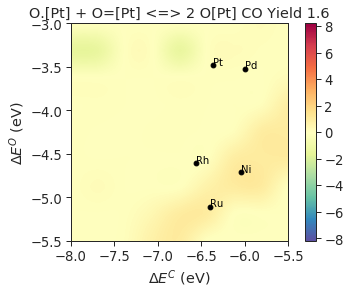 O.[Pt] + O=[Pt] <=> 2 O[Pt] CO Yield 1.6
−3.0
−3.5
−4.0
−4.5
−5.0
−5.5
ΔE^O (eV)
Pt
Pd
Rh
Ni
Ru
−8.0 −7.5 −7.0 −6.5 −6.0 −5.5
ΔE^C (eV)
8
6
4
2
0
−2
−4
−6
−8